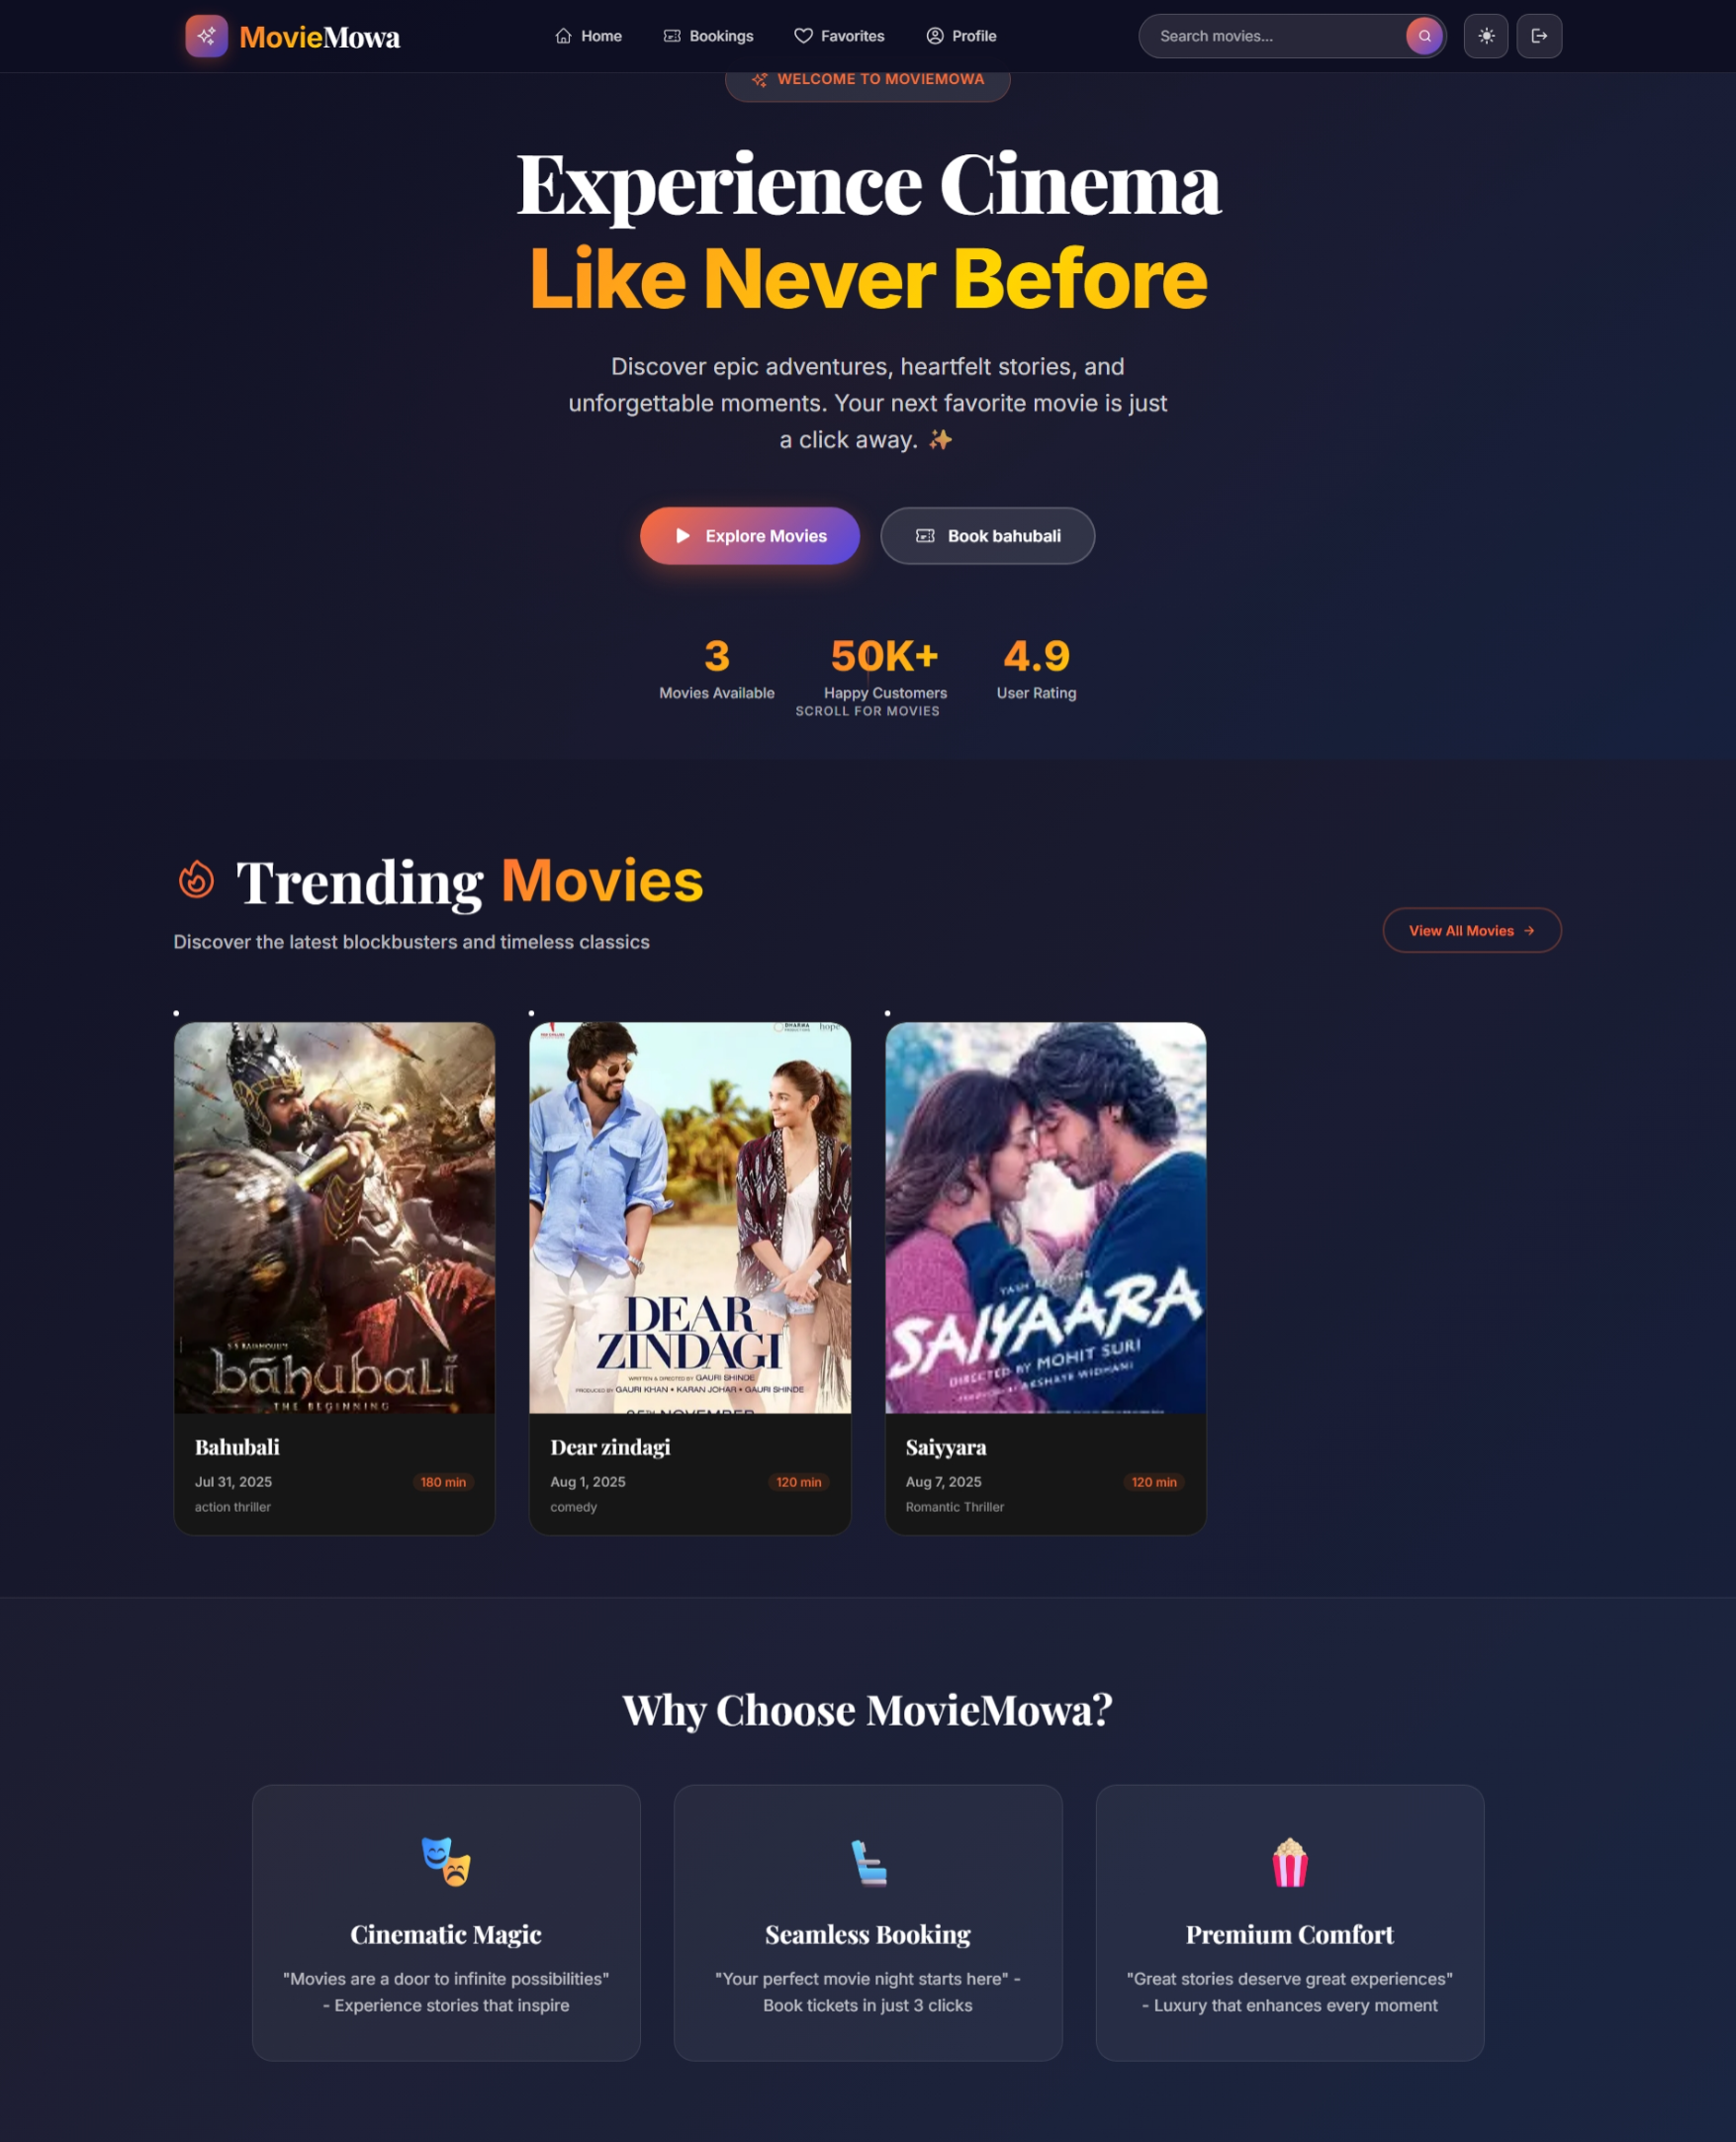 MovieMowa
Home
Bookings
Favorites
Profile
Search movies...
WELCOME TO MOVIEMOWA
Experience Cinema
Like Never Before
Discover epic adventures, heartfelt stories, and
unforgettable moments. Your next favorite movie is just
a click away. ✨
Explore Movies
Book bahubali
3
Movies Available
50K+
Happy Customers
4.9
User Rating
SCROLL FOR MOVIES
Trending Movies
Discover the latest blockbusters and timeless classics
View All Movies →
S S RAJAMOULI'S
bāhubali
THE BEGINNING
Bahubali
Jul 31, 2025
180 min
action thriller
DHARMA
hope
DEAR
ZINDAGI
WRITTEN & DIRECTED BY GAURI SHINDE
PRODUCED BY GAURI KHAN • KARAN JOHAR • GAURI SHINDE
Dear zindagi
Aug 1, 2025
120 min
comedy
SAIYAARA
DIRECTED BY MOHIT SURI
AKSHAYE WIDHANI
Saiyyara
Aug 7, 2025
120 min
Romantic Thriller
Why Choose MovieMowa?
Cinematic Magic
"Movies are a door to infinite possibilities"
- Experience stories that inspire
Seamless Booking
"Your perfect movie night starts here" -
Book tickets in just 3 clicks
Premium Comfort
"Great stories deserve great experiences"
- Luxury that enhances every moment